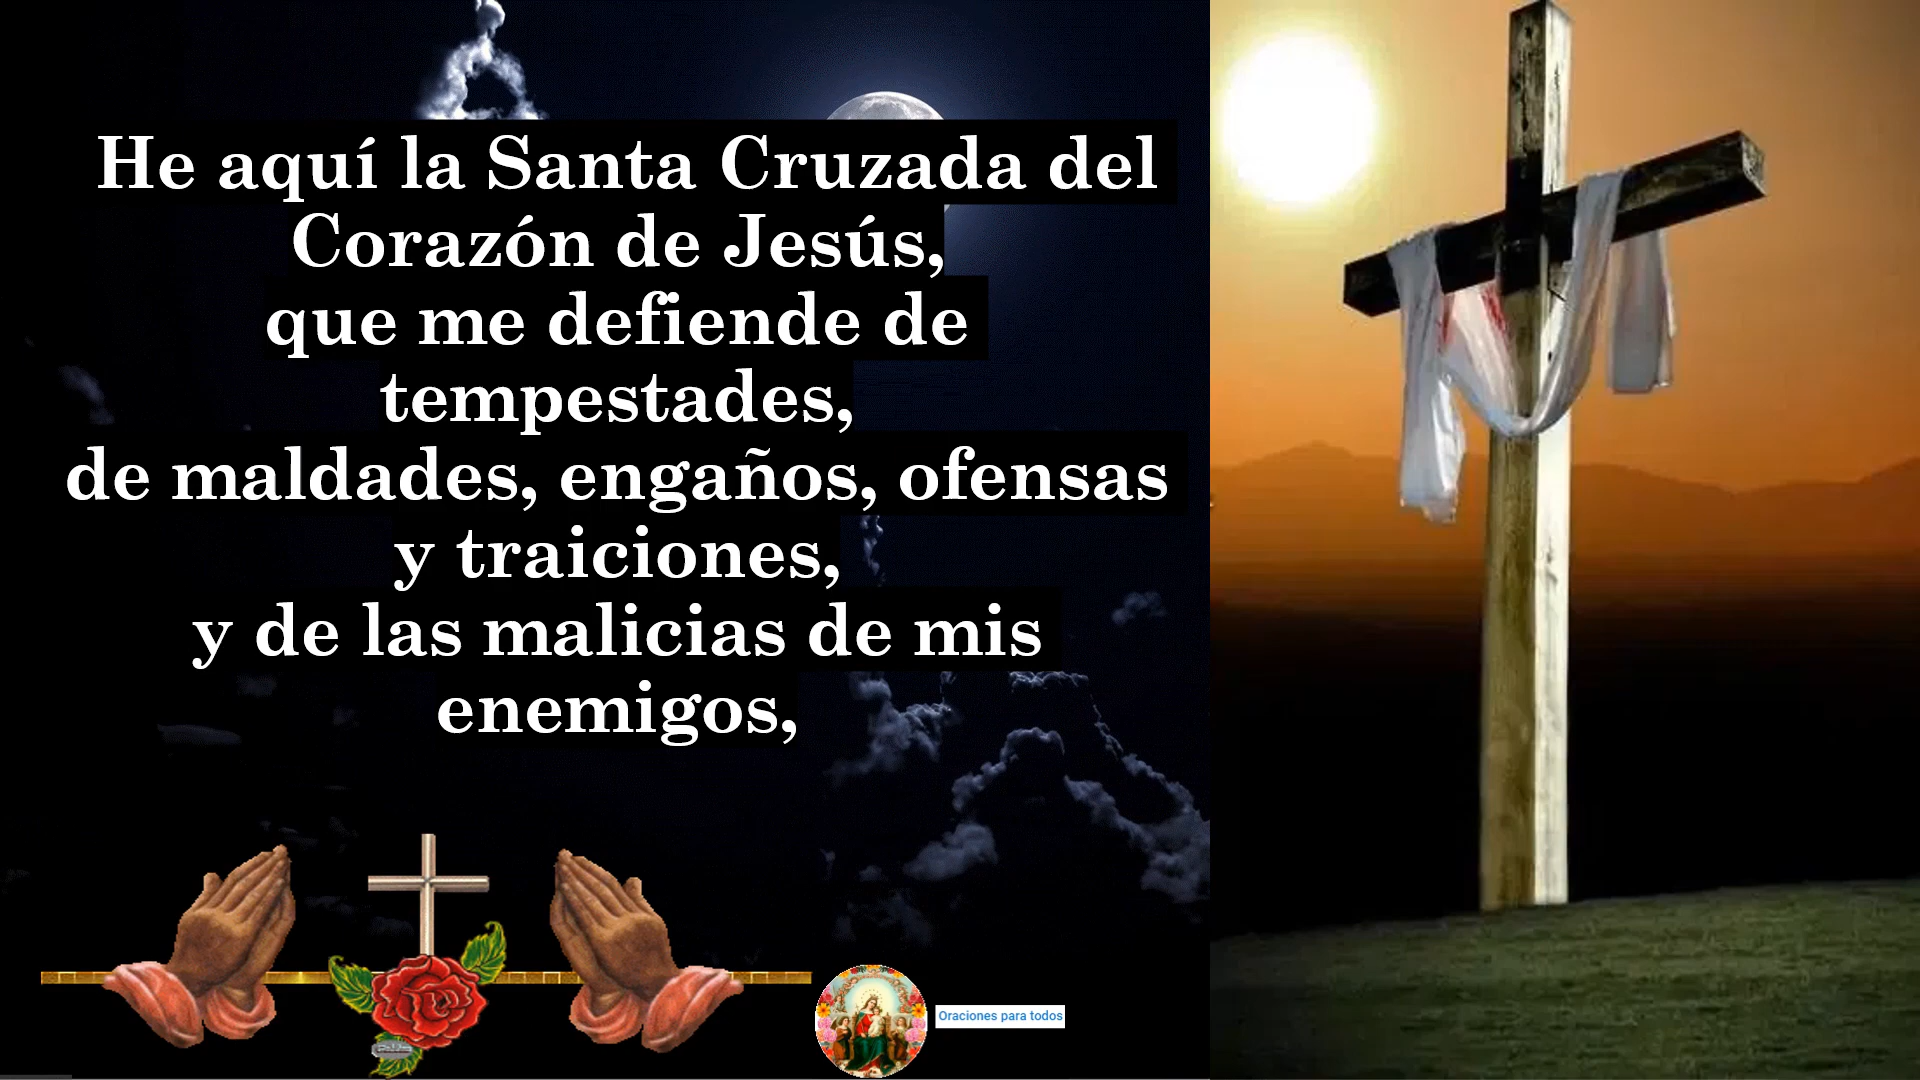 He aquí la Santa Cruzada del
Corazón de Jesús,
que me defiende de
tempestades,
de maldades, engaños, ofensas
y traiciones,
y de las malicias de mis
enemigos,
Oraciones para todos